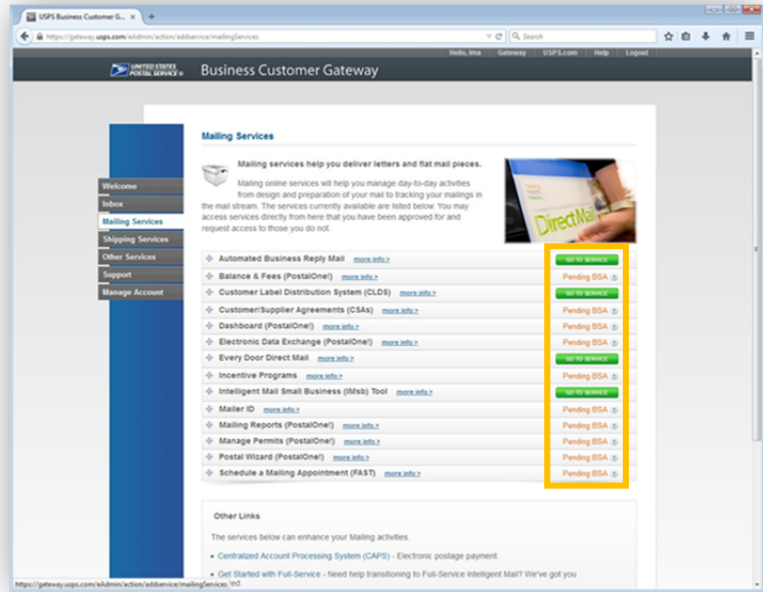 USPS Business Customer G...
https://gateway.usps.com/eAdmin/action/addservice/mailingServices
Search
Hello, Ima Gateway USPS.com Help Logout
UNITED STATES
POSTAL SERVICE
Business Customer Gateway
Welcome
Inbox
Mailing Services
Shipping Services
Other Services
Support
Manage Account
Mailing Services
Mailing services help you deliver letters and flat mail pieces.
Mailing online services will help you manage day-to-day activities
from design and preparation of your mail to tracking your mailings in
the mail stream. The services currently available are listed below. You may
access services directly from here that you have been approved for and
request access to those you do not.
DirectMail
Automated Business Reply Mail more info > GO TO SERVICE
Balance & Fees (PostalOne!) more info > Pending BSA
Customer Label Distribution System (CLDS) more info > GO TO SERVICE
Customer/Supplier Agreements (CSAs) more info > Pending BSA
Dashboard (PostalOne!) more info > Pending BSA
Electronic Data Exchange (PostalOne!) more info > Pending BSA
Every Door Direct Mail more info > GO TO SERVICE
Incentive Programs more info > Pending BSA
Intelligent Mail Small Business (IMsb) Tool more info > GO TO SERVICE
Mailer ID more info > Pending BSA
Mailing Reports (PostalOne!) more info > Pending BSA
Manage Permits (PostalOne!) more info > Pending BSA
Postal Wizard (PostalOne!) more info > Pending BSA
Schedule a Mailing Appointment (FAST) more info > Pending BSA
Other Links
The services below can enhance your Mailing activities.
Centralized Account Processing System (CAPS) - Electronic postage payment.
Get Started with Full-Service - Need help transitioning to Full-Service Intelligent Mail? We've got you
https://gateway.usps.com/eAdmin/action/addservice/mailingServices